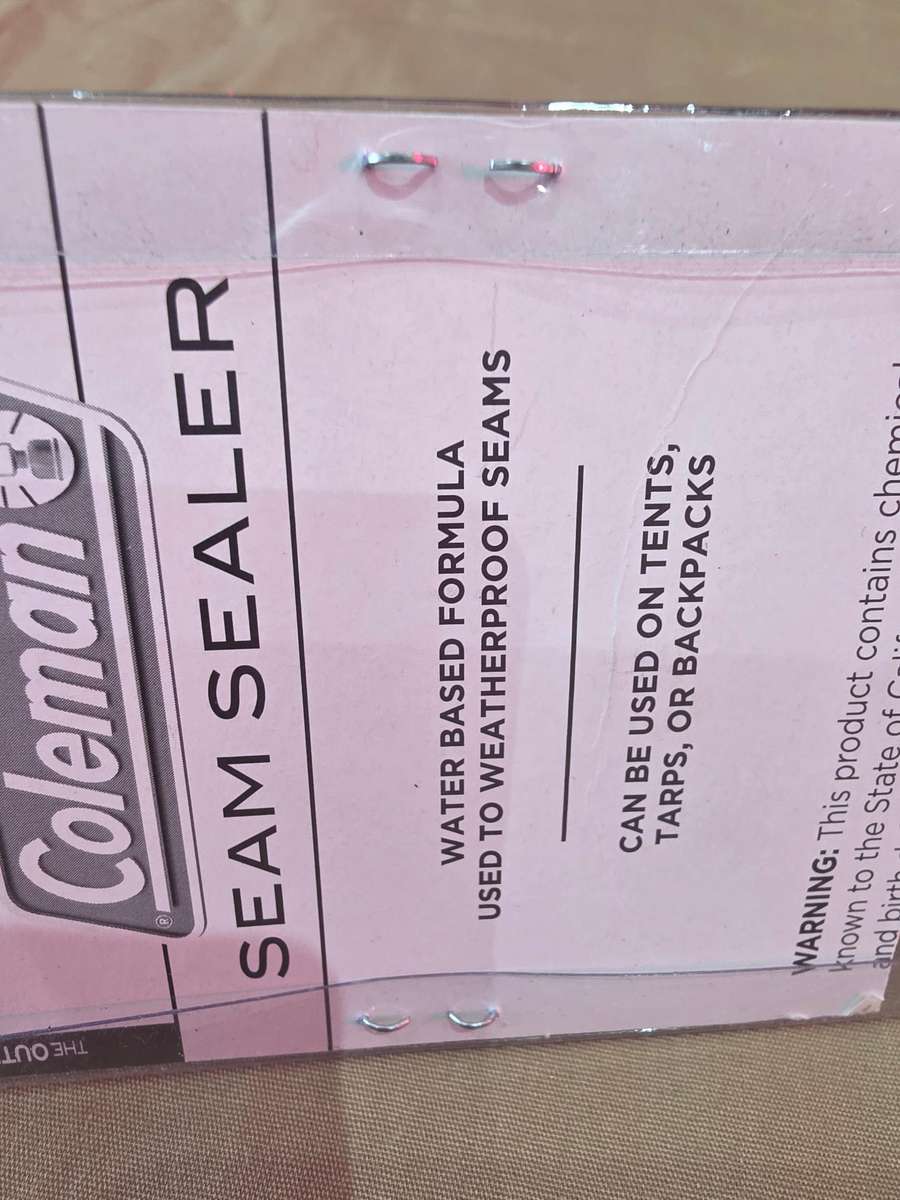 Coleman
®
SEAM SEALER
WATER BASED FORMULA
USED TO WEATHERPROOF SEAMS
CAN BE USED ON TENTS,
TARPS, OR BACKPACKS
WARNING: This product contains
known to the State of
and
THE